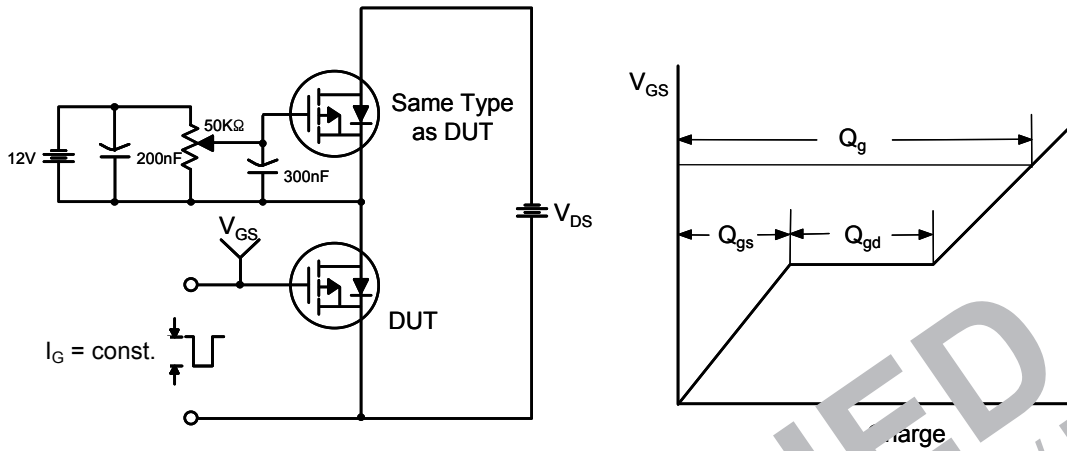 12V
200nF
50KΩ
300nF
Same Type
as DUT
V_GS
DUT
I_G = const.
V_DS
V_GS
Q_g
Q_gs
Q_gd